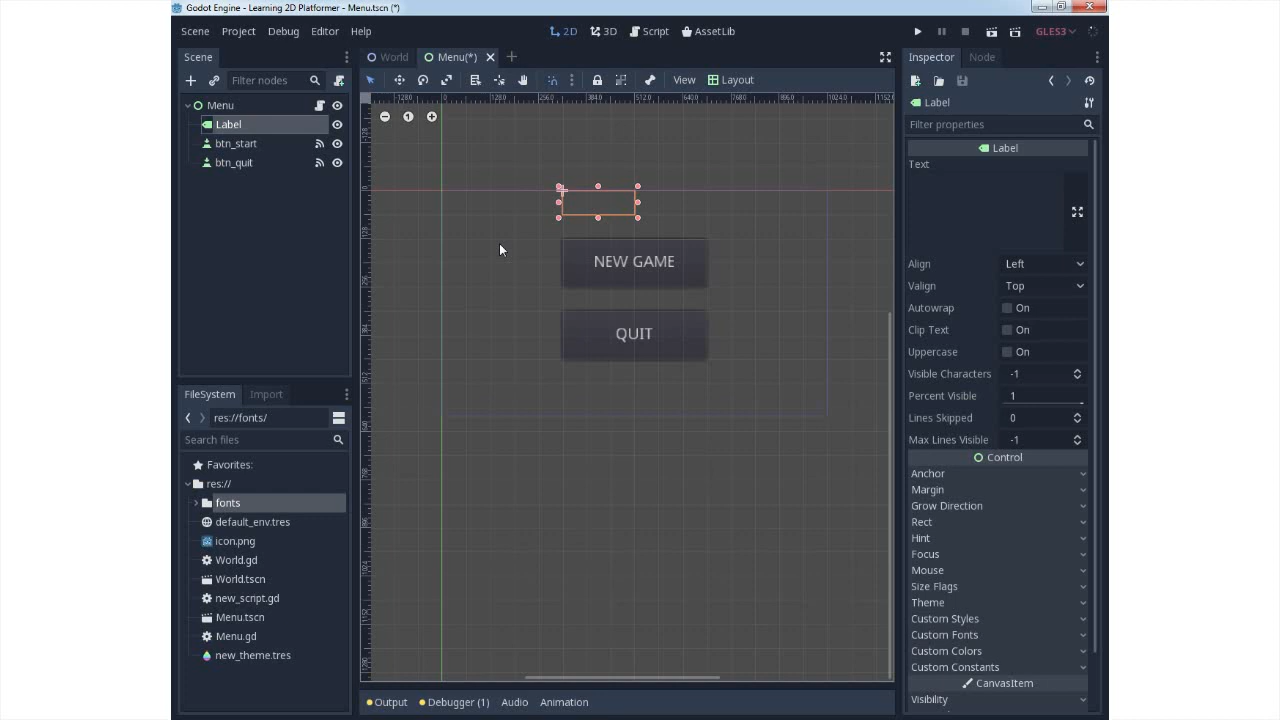 Godot Engine - Learning 2D Platformer - Menu.tscn (*)
Scene Project Debug Editor Help
2D 3D Script AssetLib
GLES3
Scene
World Menu(*)
Inspector Node
Filter nodes
View Layout
Menu
Label
btn_start
btn_quit
Label
Filter properties
Label
Text
NEW GAME
QUIT
Align Left
Valign Top
Autowrap On
Clip Text On
Uppercase On
Visible Characters -1
Percent Visible 1
Lines Skipped 0
Max Lines Visible -1
Control
Anchor
Margin
Grow Direction
Rect
Hint
Focus
Mouse
Size Flags
Theme
Custom Styles
Custom Fonts
Custom Colors
Custom Constants
CanvasItem
Visibility
FileSystem Import
res://fonts/
Search files
Favorites:
res://
fonts
default_env.tres
icon.png
World.gd
World.tscn
new_script.gd
Menu.tscn
Menu.gd
new_theme.tres
Output Debugger (1) Audio Animation